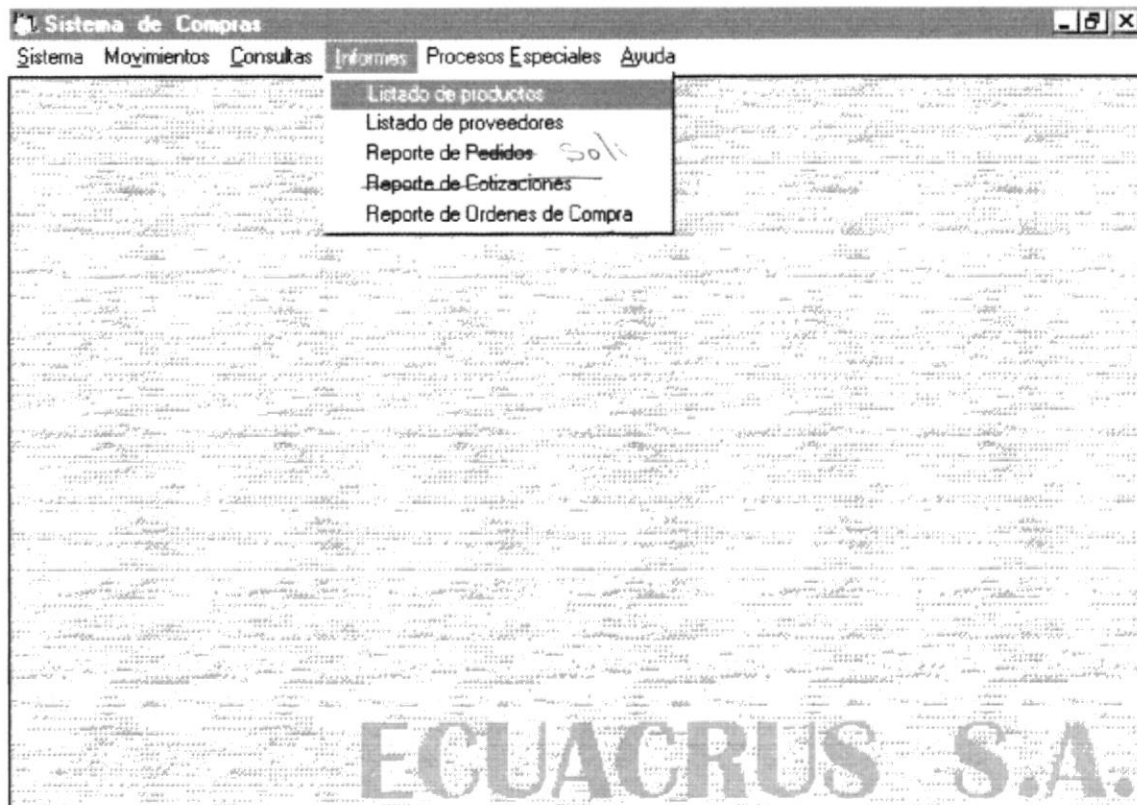 Sistema de Compras
Sistema Movimientos Consultas Informes Procesos Especiales Ayuda
Listado de productos
Listado de proveedores
Reporte de Pedidos Soli
Reporte de Cotizaciones
Reporte de Ordenes de Compra
ECUACRUS S.A.